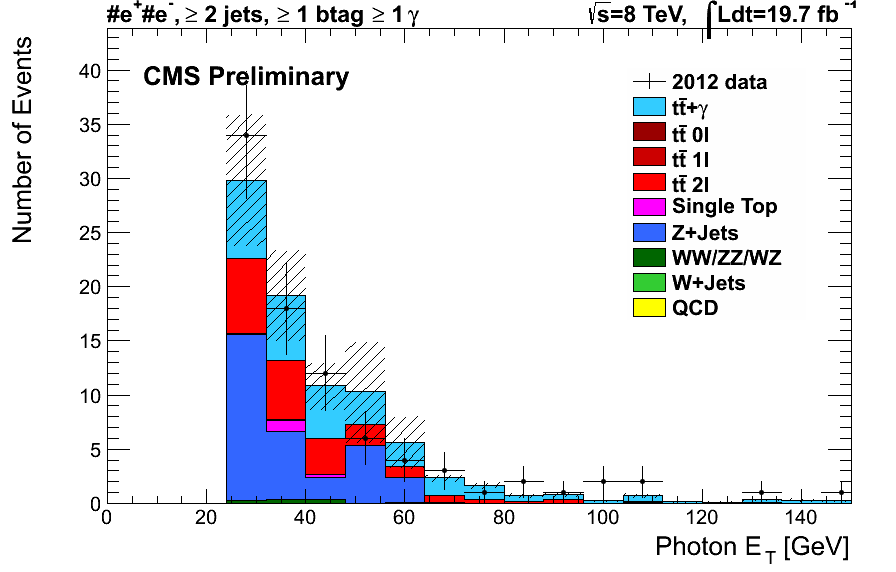 #e⁺#e⁻, ≥ 2 jets, ≥ 1 btag ≥ 1 γ
√s=8 TeV, ∫Ldt=19.7 fb⁻¹
CMS Preliminary
2012 data
tt̄+γ
tt̄ 0l
tt̄ 1l
tt̄ 2l
Single Top
Z+Jets
WW/ZZ/WZ
W+Jets
QCD
Number of Events
40
35
30
25
20
15
10
5
0
0 20 40 60 80 100 120 140
Photon E_T [GeV]